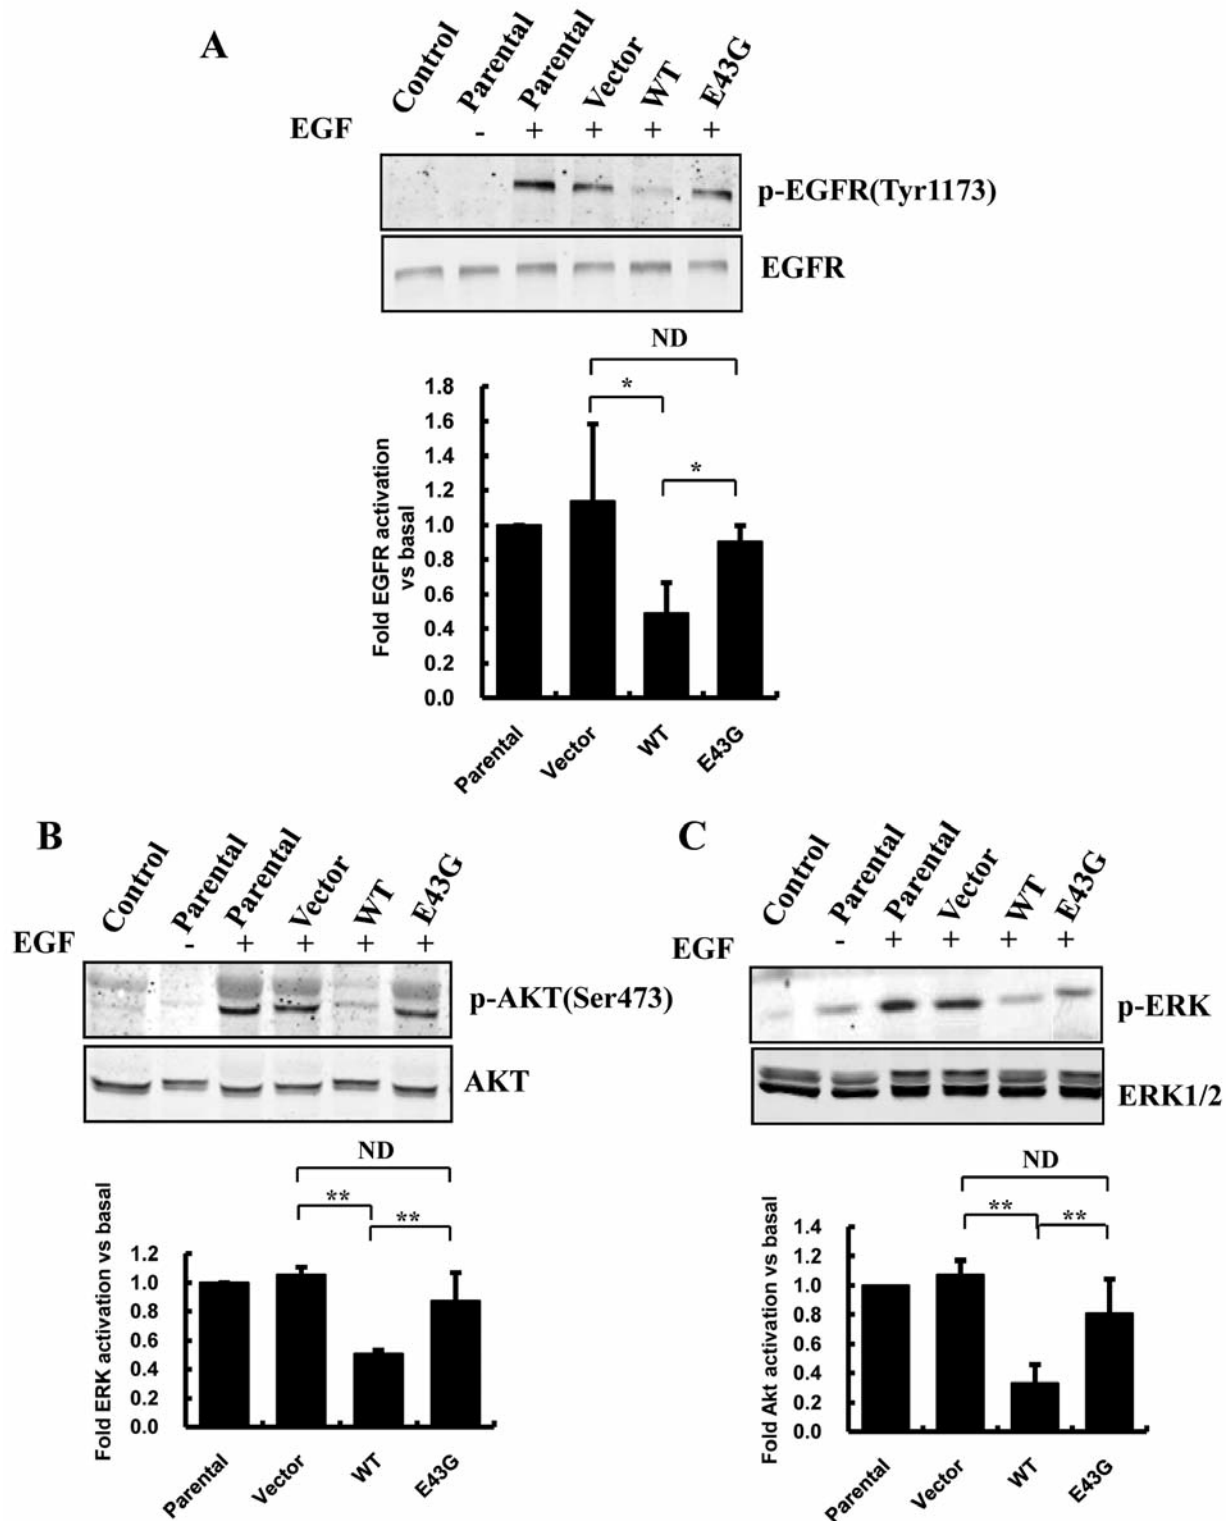 A
Control Parental Parental Vector WT E43G
EGF - + + + +
p-EGFR(Tyr1173)
EGFR
ND
*
*
Fold EGFR activation
vs basal
1.8
1.6
1.4
1.2
1.0
0.8
0.6
0.4
0.2
0.0
Parental Vector WT E43G
B
Control Parental Parental Vector WT E43G
EGF - + + + +
p-AKT(Ser473)
AKT
ND
**
**
Fold ERK activation vs basal
1.2
1.0
0.8
0.6
0.4
0.2
0.0
Parental Vector WT E43G
C
Control Parental Parental Vector WT E43G
EGF - + + + +
p-ERK
ERK1/2
ND
**
**
Fold Akt activation vs basal
1.4
1.2
1.0
0.8
0.6
0.4
0.2
0.0
Parental Vector WT E43G